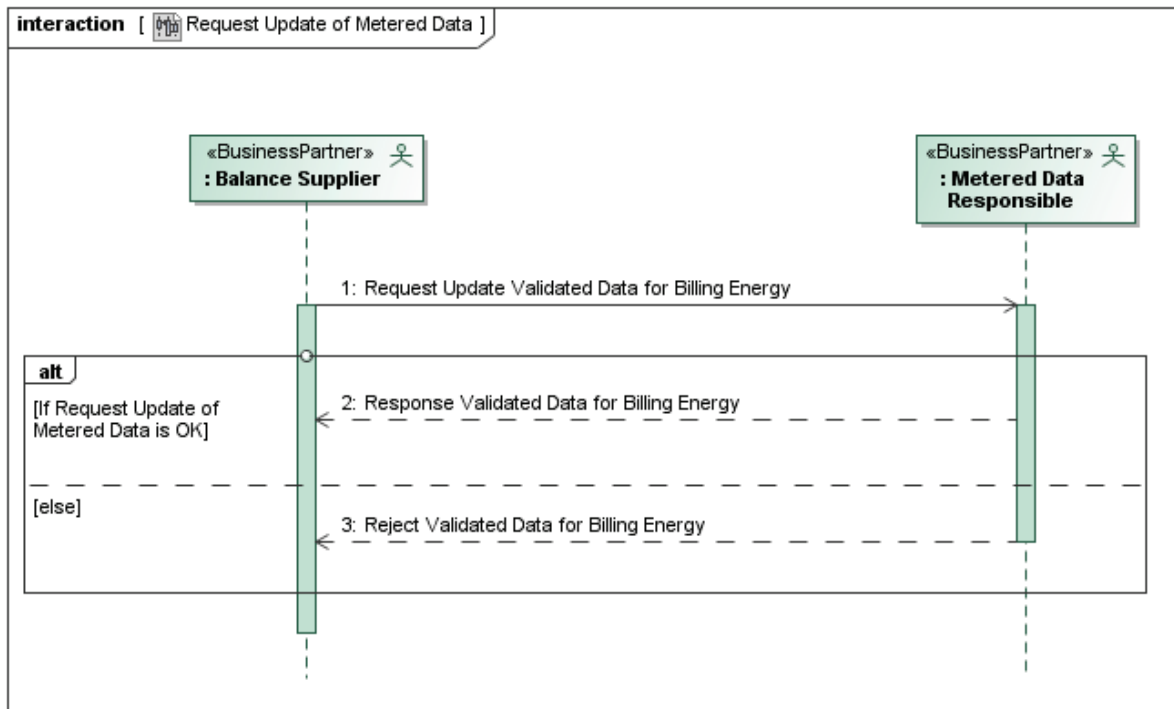 interaction [ Request Update of Metered Data ]
«BusinessPartner»
: Balance Supplier
«BusinessPartner»
: Metered Data
Responsible
1: Request Update Validated Data for Billing Energy
alt
[If Request Update of
Metered Data is OK]
2: Response Validated Data for Billing Energy
[else]
3: Reject Validated Data for Billing Energy